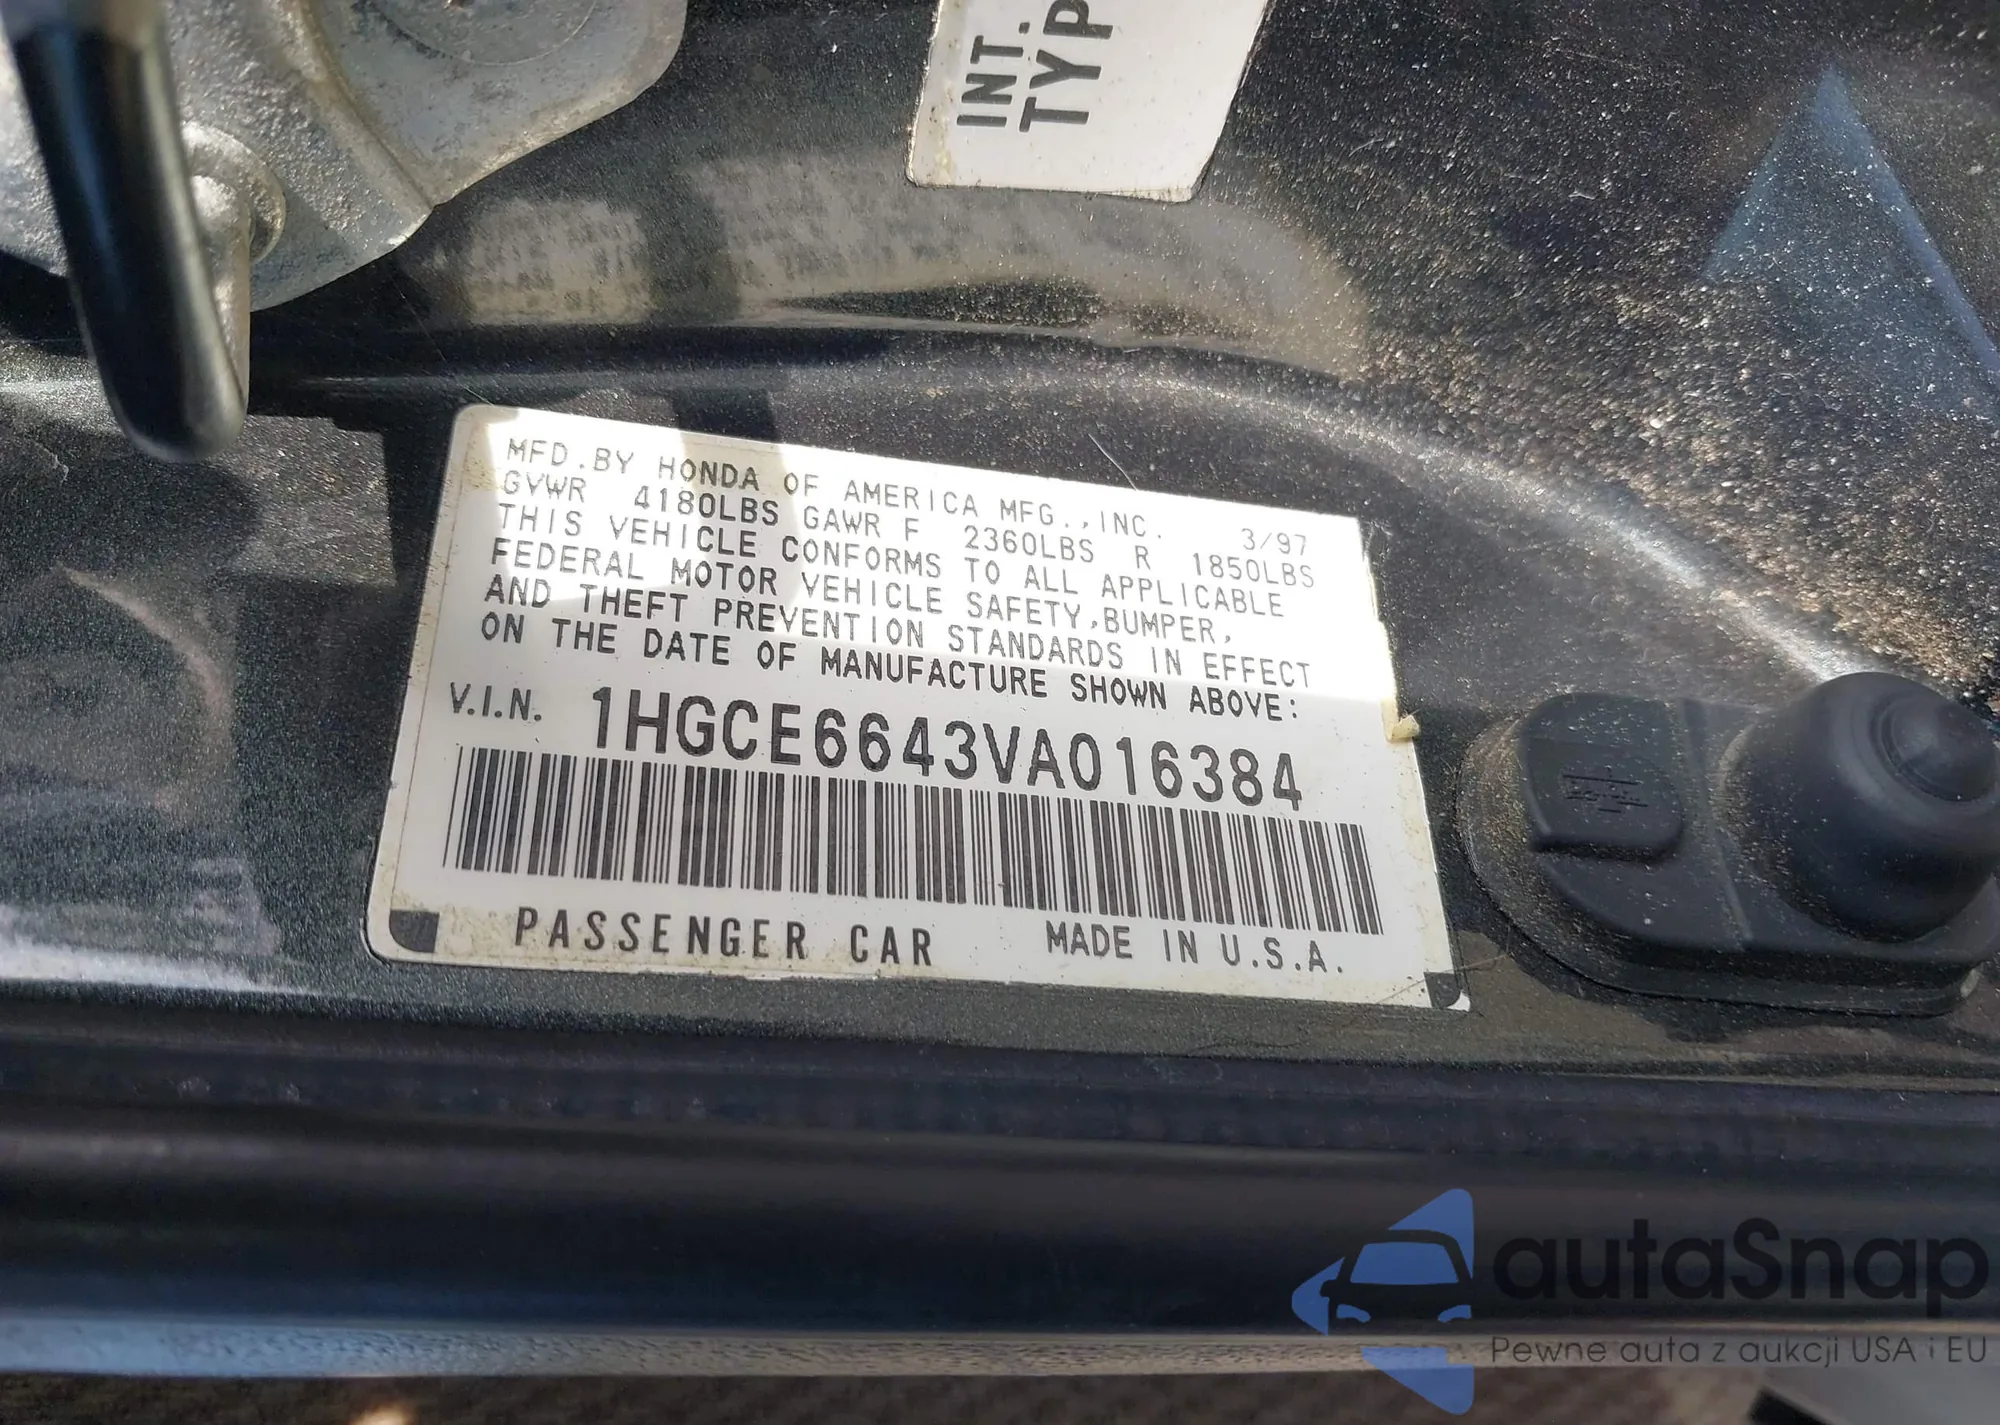 INT.
TYP
MFD.BY HONDA OF AMERICA MFG.,INC. 3/97
GVWR 4180LBS GAWR F 2360LBS R 1850LBS
THIS VEHICLE CONFORMS TO ALL APPLICABLE
FEDERAL MOTOR VEHICLE SAFETY,BUMPER,
AND THEFT PREVENTION STANDARDS IN EFFECT
ON THE DATE OF MANUFACTURE SHOWN ABOVE:
V.I.N. 1HGCE6643VA016384
PASSENGER CAR MADE IN U.S.A.
autaSnap
Pewne auta z aukcji USA i EU